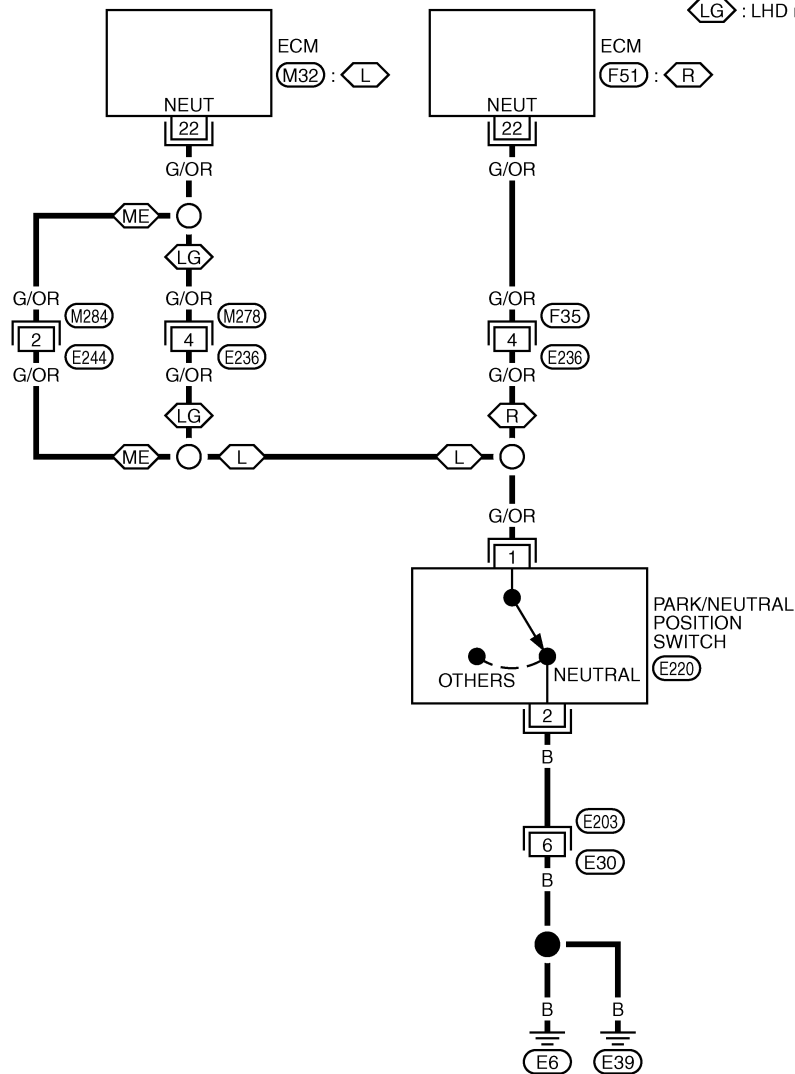 LG : LHD
ECM
M32 : L
ECM
F51 : R
NEUT
NEUT
22
22
G/OR
G/OR
ME
LG
G/OR
G/OR
G/OR
M284
M278
F35
2
4
4
E244
E236
E236
G/OR
G/OR
G/OR
LG
R
ME
L
L
G/OR
1
PARK/NEUTRAL
POSITION
SWITCH
E220
OTHERS
NEUTRAL
2
B
E203
6
E30
B
B
B
E6
E39